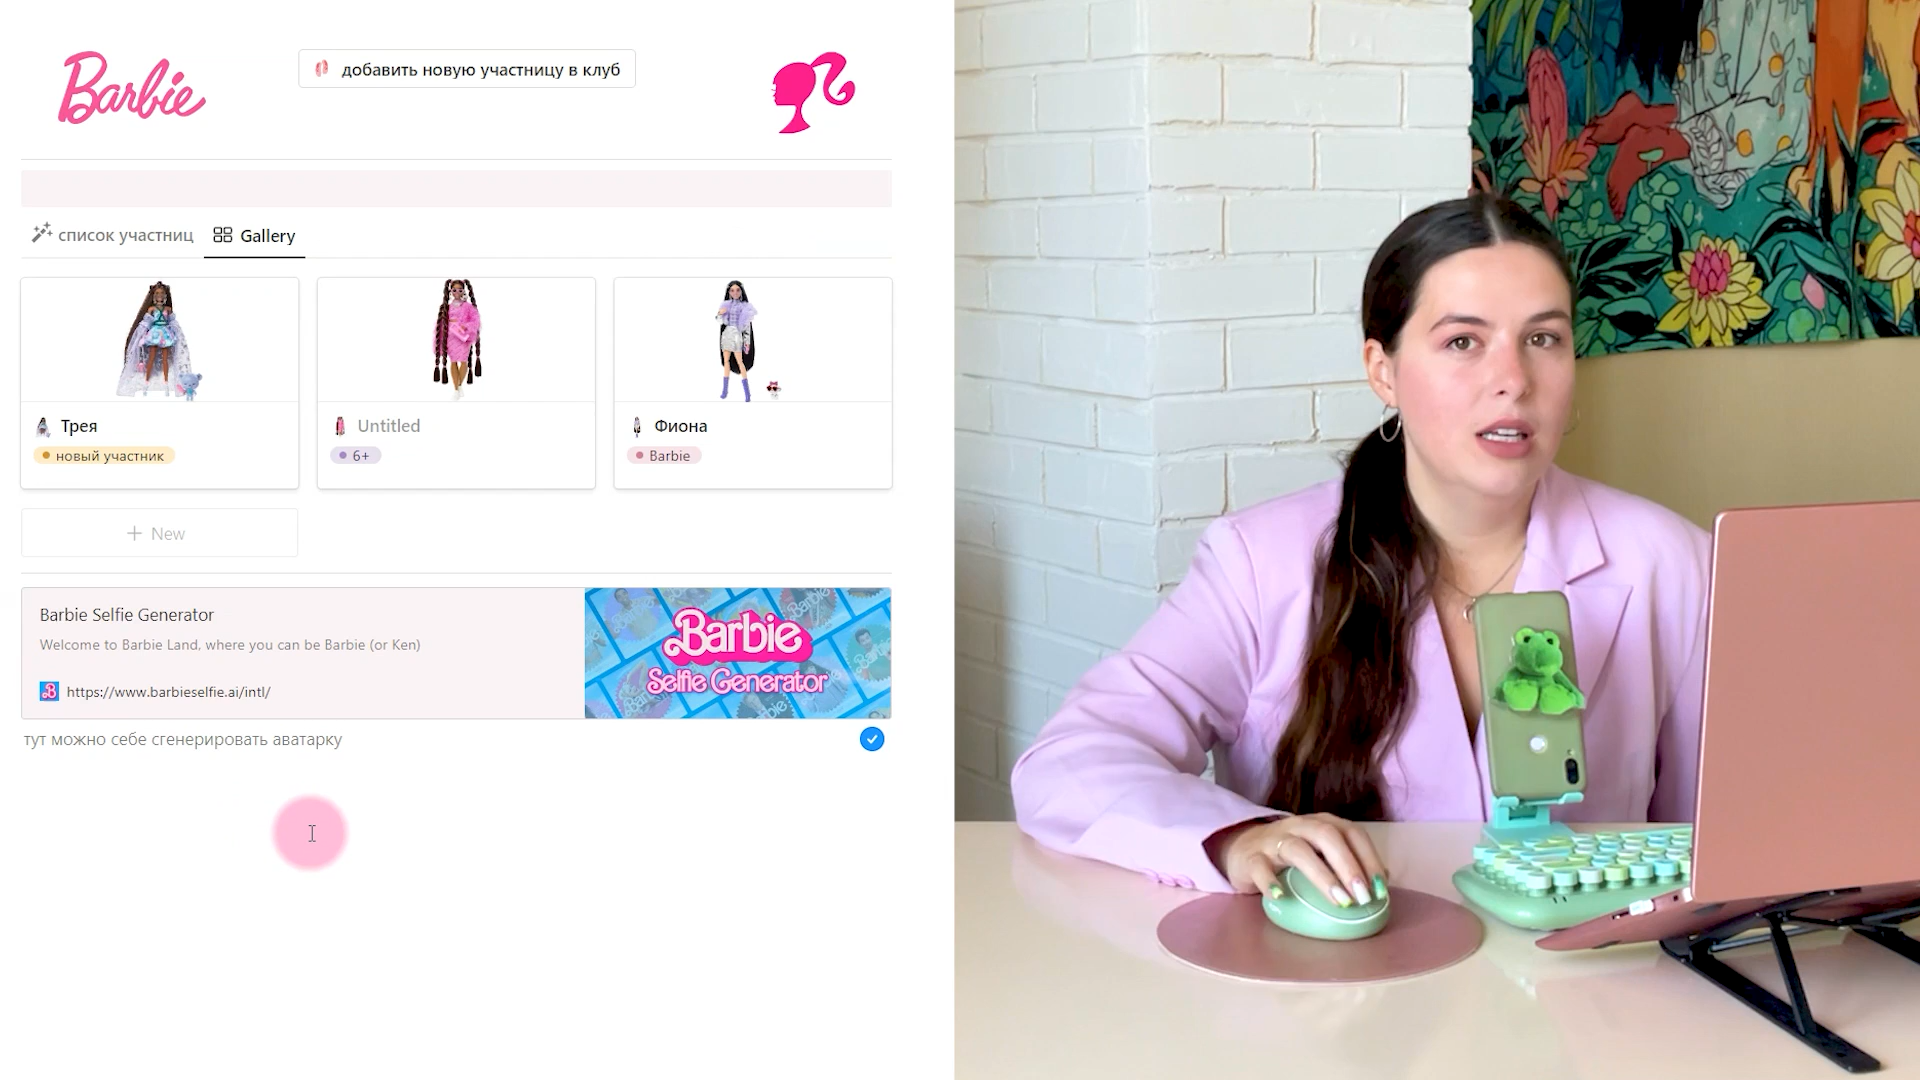 Barbie
добавить новую участницу в клуб
список участниц
Gallery
Трея
новый участник
Untitled
6+
Фиона
Barbie
+ New
Barbie Selfie Generator
Welcome to Barbie Land, where you can be Barbie (or Ken)
B
https://www.barbieselfie.ai/intl/
Barbie
Selfie Generator
тут можно себе сгенерировать аватарку